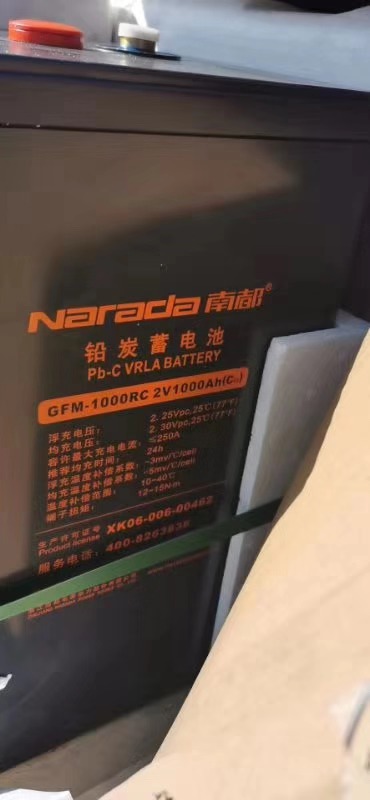 Narada 南都®
铅炭蓄电池
Pb-C VRLA BATTERY
GFM-1000RC 2V1000Ah(C₁₀)
浮充电压: 2.25Vpc,25℃(77°F)
均充电压: 2.30Vpc,25℃(77°F)
容许量大充电电流: ≤250A
推荐均充时间: 24h
浮充温度补偿系数: -3mv/℃/cell
均充温度补偿系数: -5mv/℃/cell
温度补偿范围: 10~40℃
端子扭矩: 12~15N·m
生产许可证号
Product license XK06-006-00462
服务电话: 400-8263838